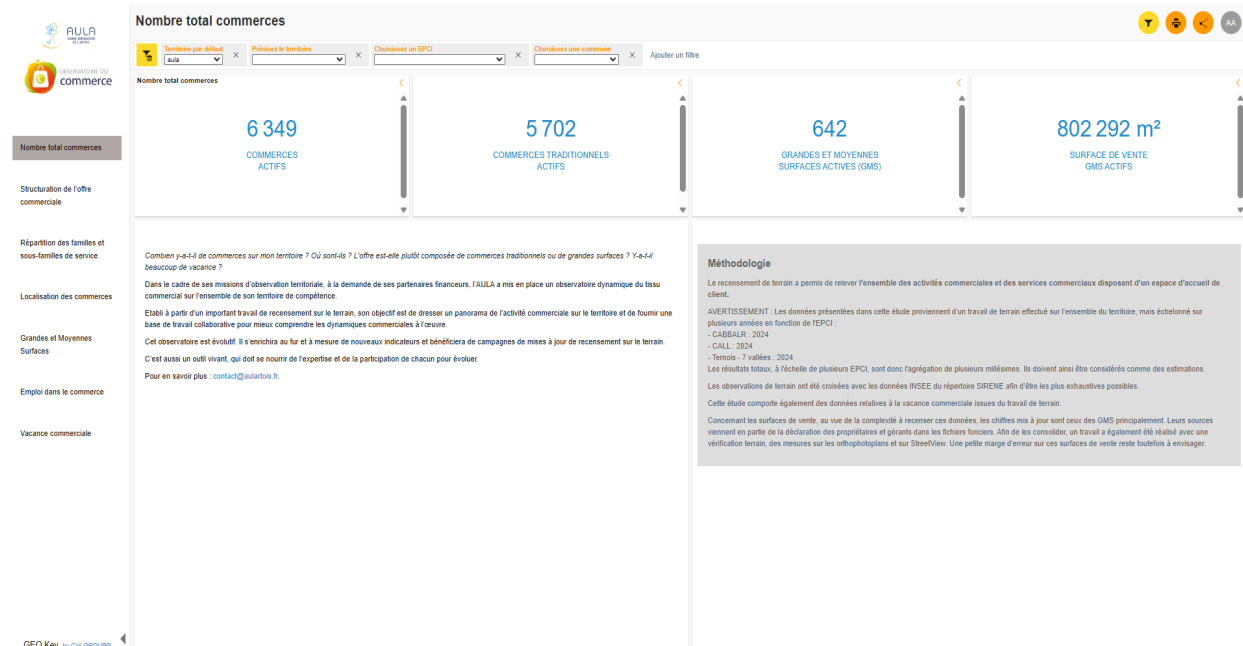 AULA
OBSERVATOIRE DU
commerce
Nombre total commerces
Structuration de l'offre
commerciale
Répartition des familles et
sous-familles de service
Localisation des commerces
Grandes et Moyennes
Surfaces
Emploi dans le commerce
Vacance commerciale
GEO Key by Ciril GROUP
Nombre total commerces
AA
Territoire par défaut
aula
Précisez le territoire
Choisissez un EPCI
Choisissez une commune
Ajouter un filtre
Nombre total commerces
6 349
COMMERCES
ACTIFS
5 702
COMMERCES TRADITIONNELS
ACTIFS
642
GRANDES ET MOYENNES
SURFACES ACTIVES (GMS)
802 292 m²
SURFACE DE VENTE
GMS ACTIFS
Combien y-a-t-il de commerces sur mon territoire ? Où sont-ils ? L'offre est-elle plutôt composée de commerces traditionnels ou de grandes surfaces ? Y-a-t-il
beaucoup de vacance ?
Dans le cadre de ses missions d'observation territoriale, à la demande de ses partenaires financeurs, l'AULA a mis en place un observatoire dynamique du tissu
commercial sur l'ensemble de son territoire de compétence.
Etabli à partir d'un important travail de recensement sur le terrain, son objectif est de dresser un panorama de l'activité commerciale sur le territoire et de fournir une
base de travail collaborative pour mieux comprendre les dynamiques commerciales à l'œuvre.
Cet observatoire est évolutif. Il s'enrichira au fur et à mesure de nouveaux indicateurs et bénéficiera de campagnes de mises à jour de recensement sur le terrain.
C'est aussi un outil vivant, qui doit se nourrir de l'expertise et de la participation de chacun pour évoluer.
Pour en savoir plus : contact@aulartois.fr.
Méthodologie
Le recensement de terrain a permis de relever l'ensemble des activités commerciales et des services commerciaux disposant d'un espace d'accueil de
client.
AVERTISSEMENT : Les données présentées dans cette étude proviennent d'un travail de terrain effectué sur l'ensemble du territoire, mais échelonné sur
plusieurs années en fonction de l'EPCI :
- CABBALR : 2024
- CALL : 2024
- Ternois - 7 vallées : 2024
Les résultats totaux, à l'échelle de plusieurs EPCI, sont donc l'agrégation de plusieurs millésimes. Ils doivent ainsi être considérés comme des estimations.
Les observations de terrain ont été croisées avec les données INSEE du répertoire SIRENE afin d'être les plus exhaustives possibles.
Cette étude comporte également des données relatives à la vacance commerciale issues du travail de terrain.
Concernant les surfaces de vente, au vue de la complexité à recenser ces données, les chiffres mis à jour sont ceux des GMS principalement. Leurs sources
viennent en partie de la déclaration des propriétaires et gérants dans les fichiers fonciers. Afin de les consolider, un travail a également été réalisé avec une
vérification terrain, des mesures sur les orthophotoplans et sur StreetView. Une petite marge d'erreur sur ces surfaces de vente reste toutefois à envisager.